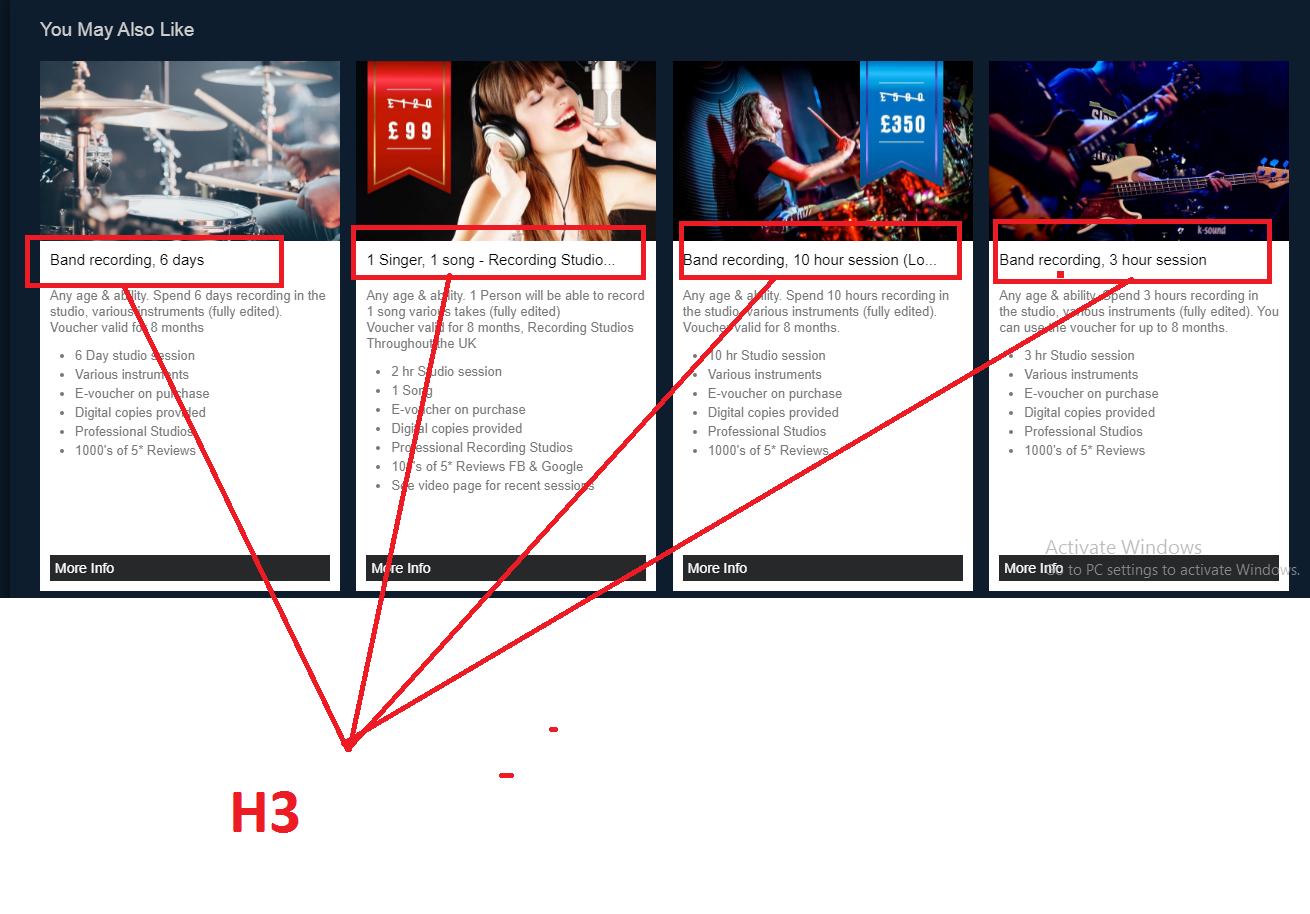 You May Also Like
£120
£99
£500
£350
k-sound
Band recording, 6 days
Any age & ability. Spend 6 days recording in the
studio, various instruments (fully edited).
Voucher valid for 8 months
6 Day studio session
Various instruments
E-voucher on purchase
Digital copies provided
Professional Studios
1000's of 5* Reviews
More Info
1 Singer, 1 song - Recording Studio...
Any age & ability. 1 Person will be able to record
1 song various takes (fully edited)
Voucher valid for 8 months, Recording Studios
Throughout the UK
2 hr Studio session
1 Song
E-voucher on purchase
Digital copies provided
Professional Recording Studios
100's of 5* Reviews FB & Google
See video page for recent sessions
More Info
Band recording, 10 hour session (Lo...
Any age & ability. Spend 10 hours recording in
the studio, various instruments (fully edited).
Voucher valid for 8 months.
10 hr Studio session
Various instruments
E-voucher on purchase
Digital copies provided
Professional Studios
1000's of 5* Reviews
More Info
Band recording, 3 hour session
Any age & ability. Spend 3 hours recording in
the studio, various instruments (fully edited). You
can use the voucher for up to 8 months.
3 hr Studio session
Various instruments
E-voucher on purchase
Digital copies provided
Professional Studios
1000's of 5* Reviews
More Info
Activate Windows
Go to PC settings to activate Windows.
H3